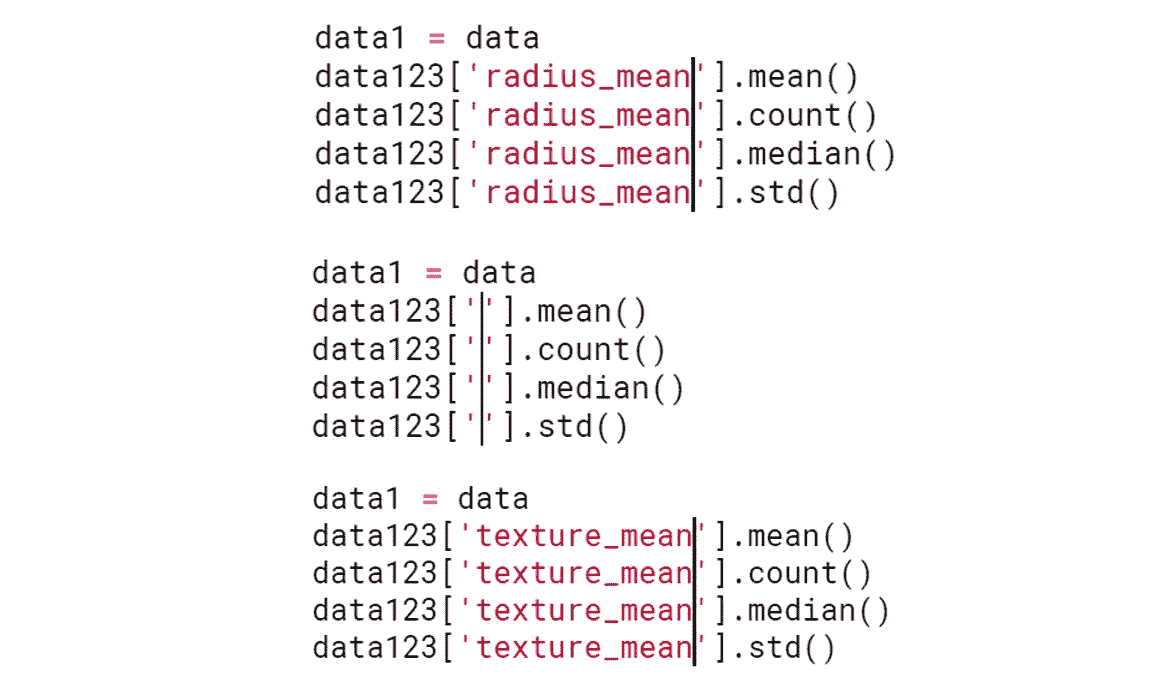 data1 = data
data123['radius_mean'].mean()
data123['radius_mean'].count()
data123['radius_mean'].median()
data123['radius_mean'].std()
data1 = data
data123[''].mean()
data123[''].count()
data123[''].median()
data123[''].std()
data1 = data
data123['texture_mean'].mean()
data123['texture_mean'].count()
data123['texture_mean'].median()
data123['texture_mean'].std()